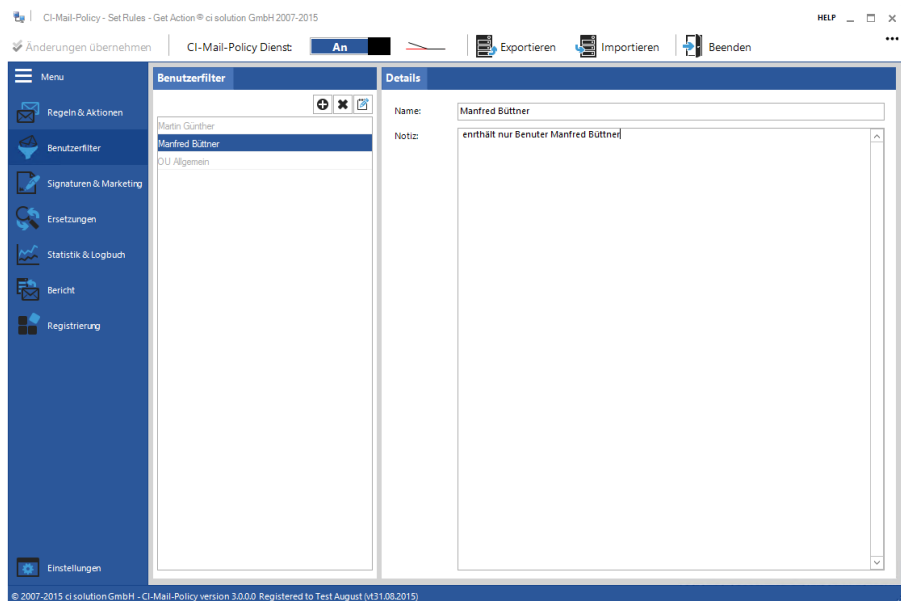 CI-Mail-Policy - Set Rules - Get Action ® ci solution GmbH 2007-2015
HELP
Änderungen übernehmen
CI-Mail-Policy Dienst:
An
Exportieren
Importieren
Beenden
Menu
Regeln & Aktionen
Benutzerfilter
Signaturen & Marketing
Ersetzungen
Statistik & Logbuch
Bericht
Registrierung
Einstellungen
Benutzerfilter
Martin Günther
Manfred Büttner
OU Allgemein
Details
Name:
Manfred Büttner
Notiz:
enrthält nur Benuter Manfred Büttner
© 2007-2015 ci solution GmbH - CI-Mail-Policy version 3.0.0.0 Registered to Test August (vt31.08.2015)